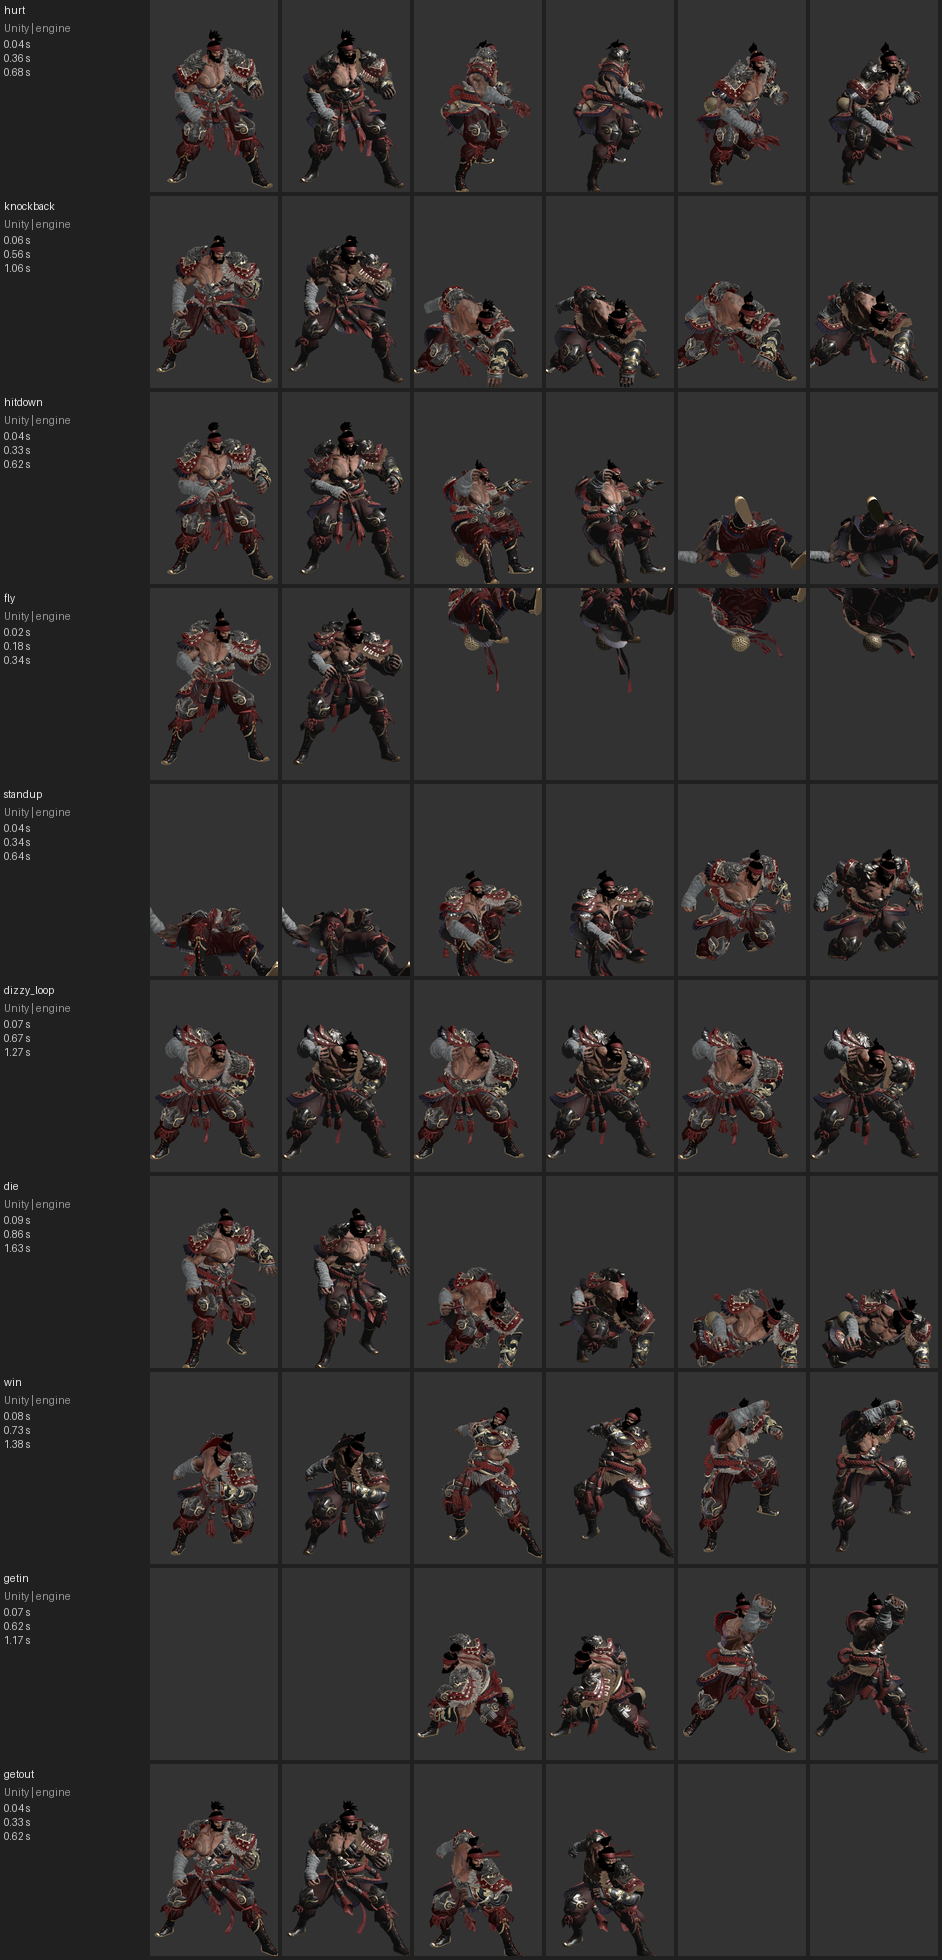 hurt
Unity | engine
0.04 s
0.36 s
0.68 s
knockback
Unity | engine
0.06 s
0.56 s
1.06 s
hitdown
Unity | engine
0.04 s
0.33 s
0.62 s
fly
Unity | engine
0.02 s
0.18 s
0.34 s
standup
Unity | engine
0.04 s
0.34 s
0.64 s
dizzy_loop
Unity | engine
0.07 s
0.67 s
1.27 s
die
Unity | engine
0.09 s
0.86 s
1.63 s
win
Unity | engine
0.08 s
0.73 s
1.38 s
getin
Unity | engine
0.07 s
0.62 s
1.17 s
getout
Unity | engine
0.04 s
0.33 s
0.62 s